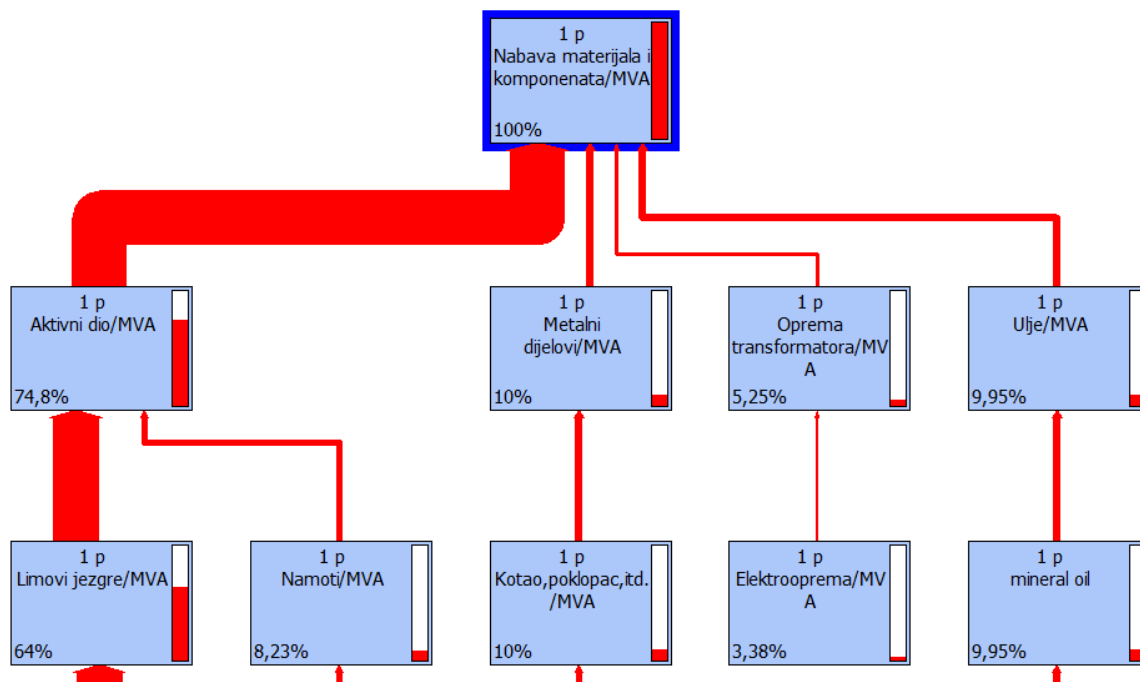 1 p
Nabava materijala i
komponenata/MVA
100%
1 p
Aktivni dio/MVA
74,8%
1 p
Metalni
dijelovi/MVA
10%
1 p
Oprema
transformatora/MV
A
5,25%
1 p
Ulje/MVA
9,95%
1 p
Limovi jezgre/MVA
64%
1 p
Namoti/MVA
8,23%
1 p
Kotao,poklopac,itd.
/MVA
10%
1 p
Elektrooprema/MV
A
3,38%
1 p
mineral oil
9,95%